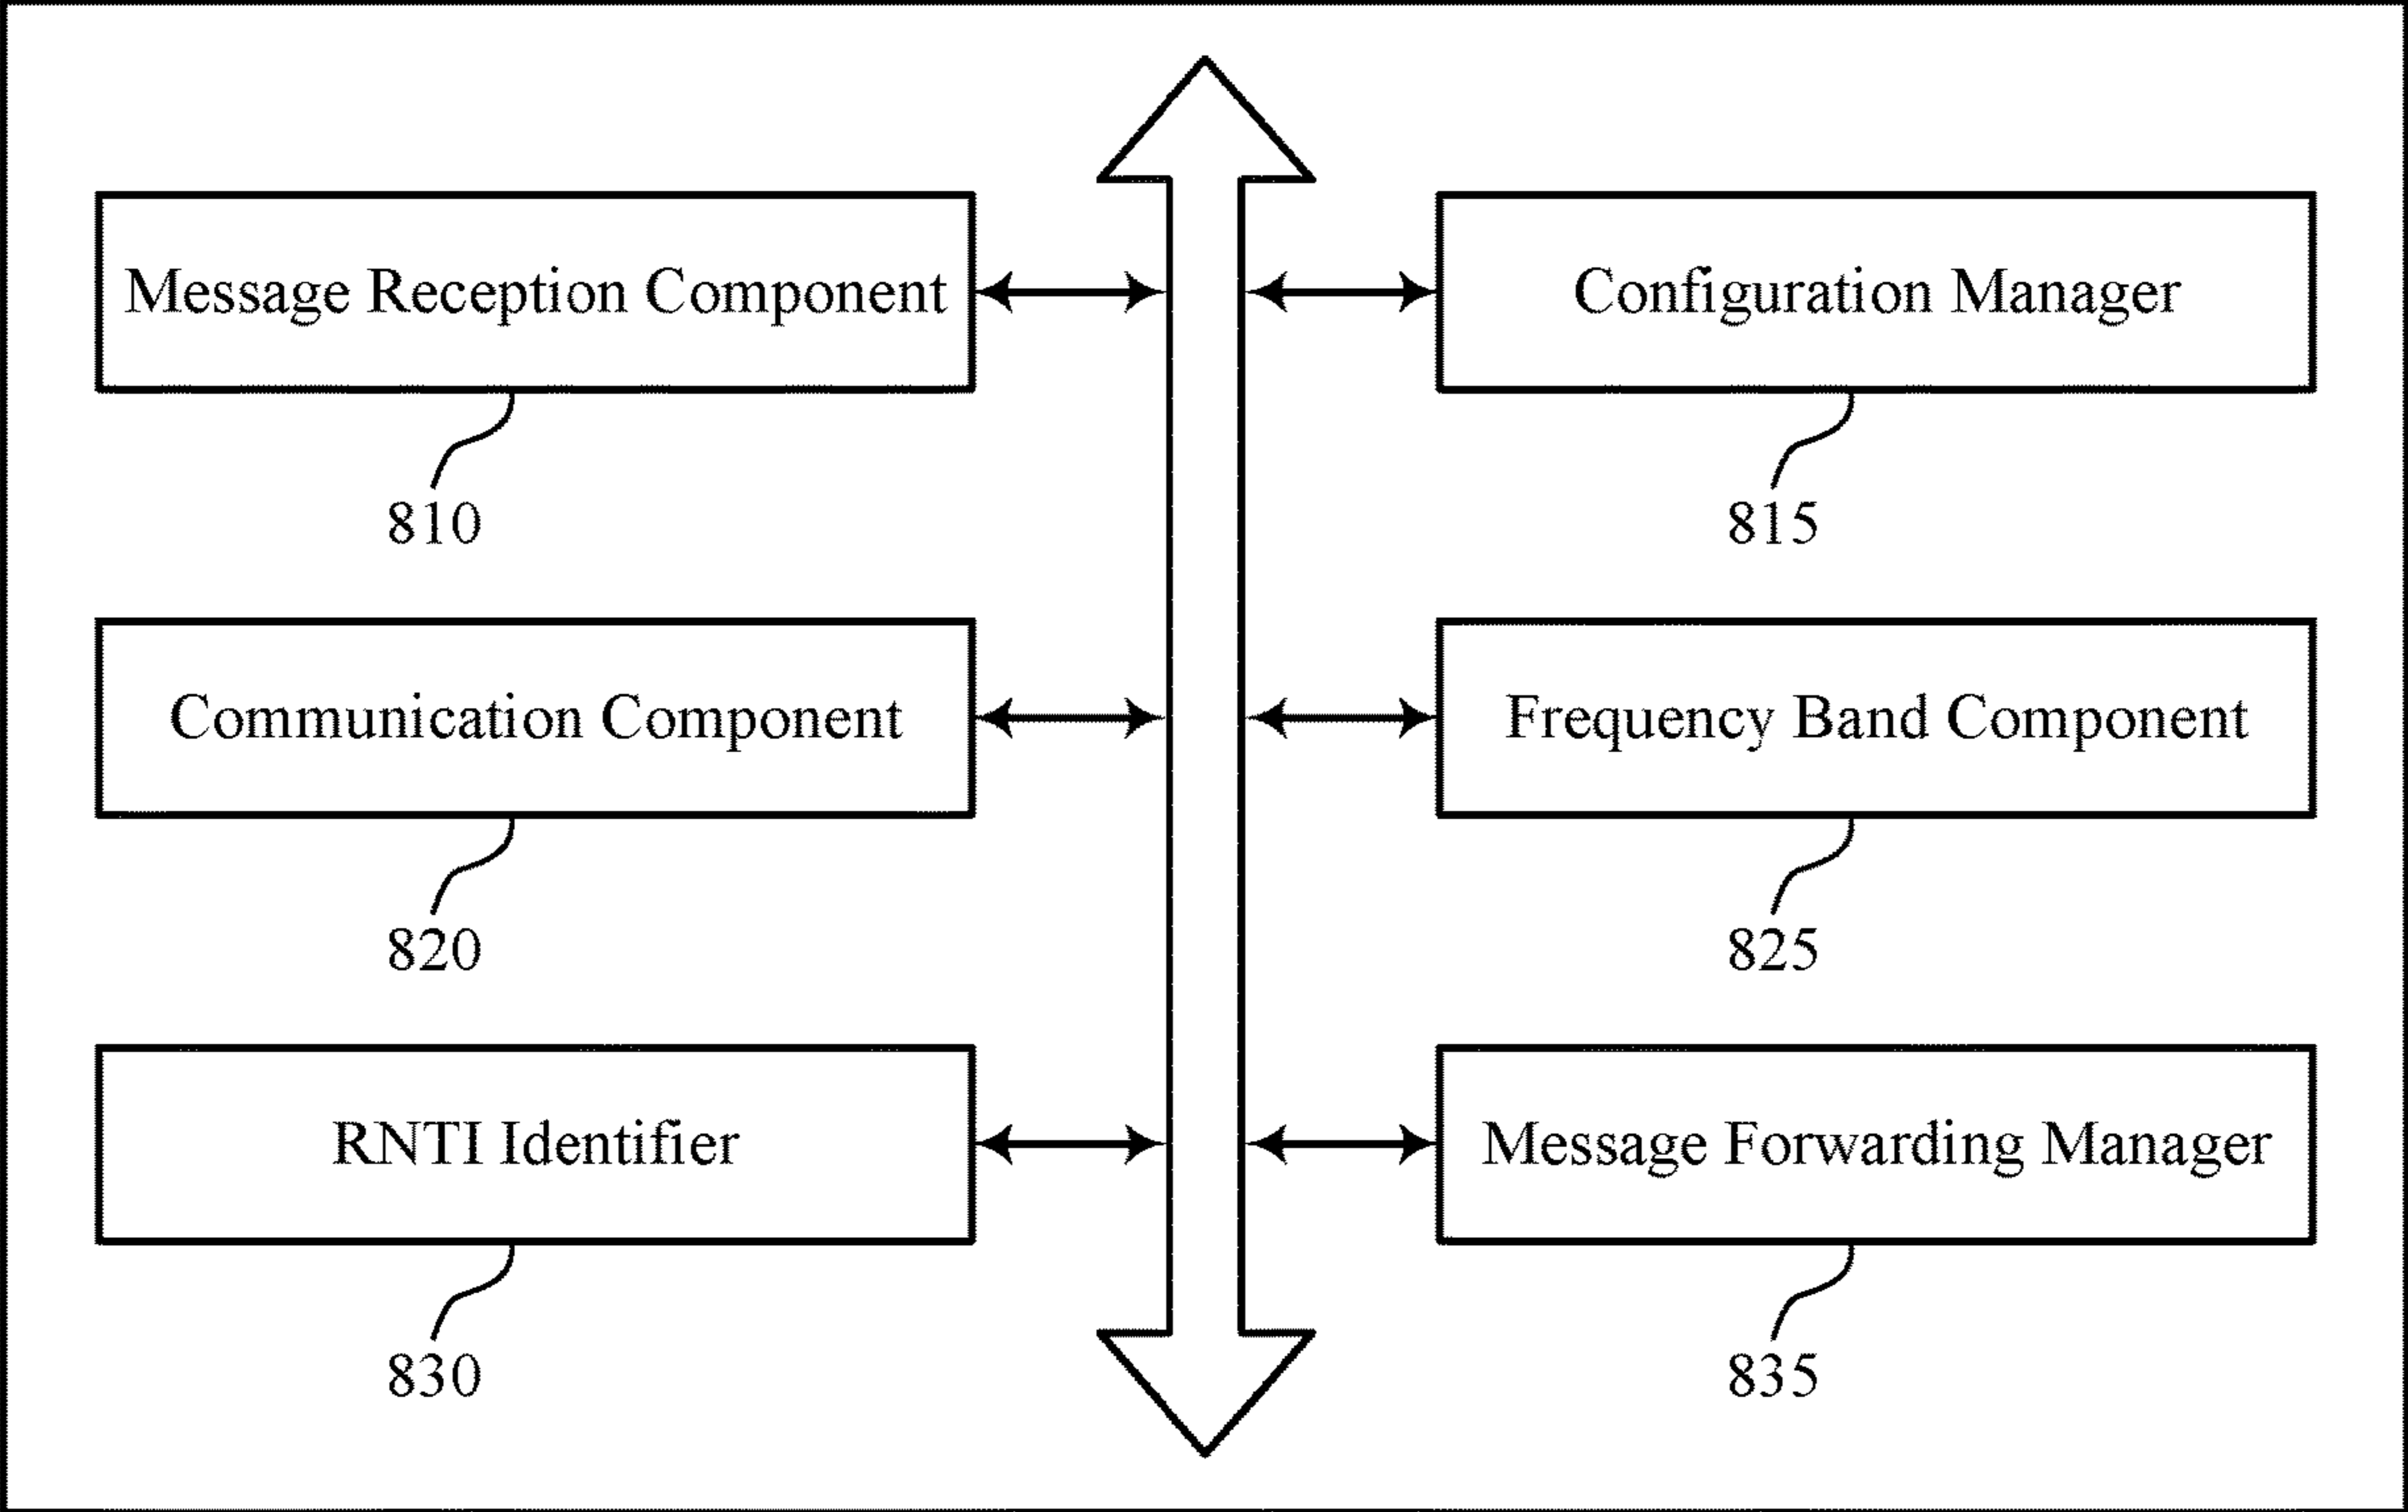 Message Reception Component
Configuration Manager
810
815
Communication Component
Frequency Band Component
820
825
RNTI Identifier
Message Forwarding Manager
830
835